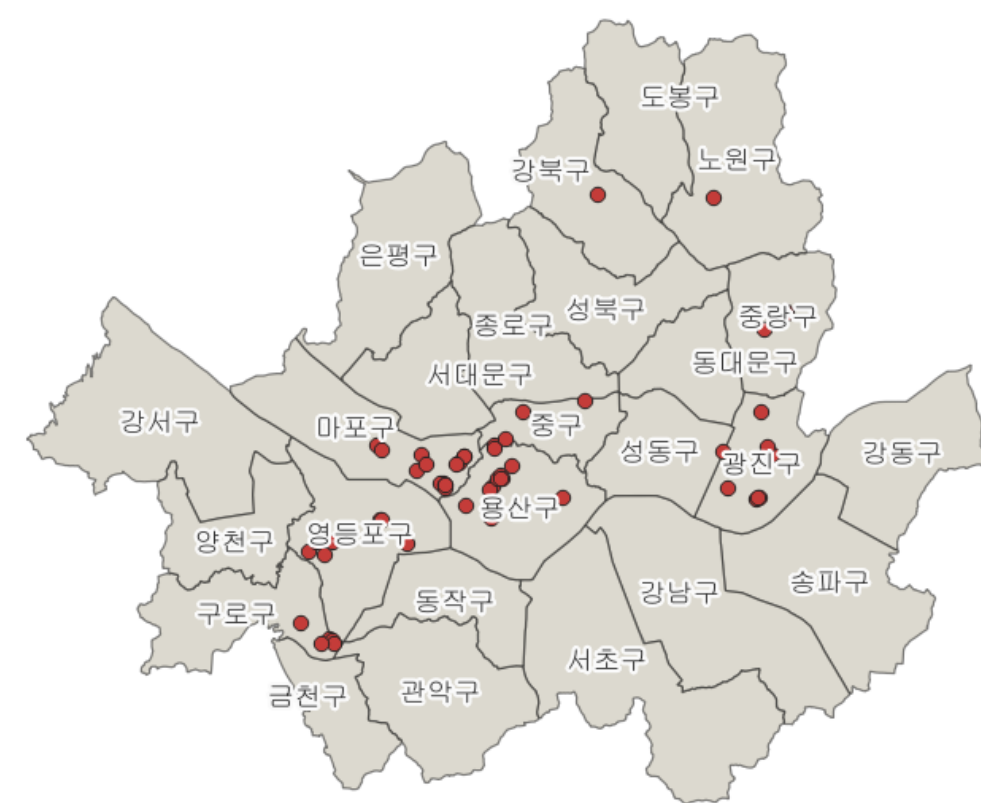 도봉구
노원구
강북구
은평구
성북구
중랑구
종로구
동대문구
서대문구
강서구
마포구
중구
성동구
광진구
강동구
용산구
영등포구
양천구
송파구
강남구
동작구
구로구
서초구
관악구
금천구